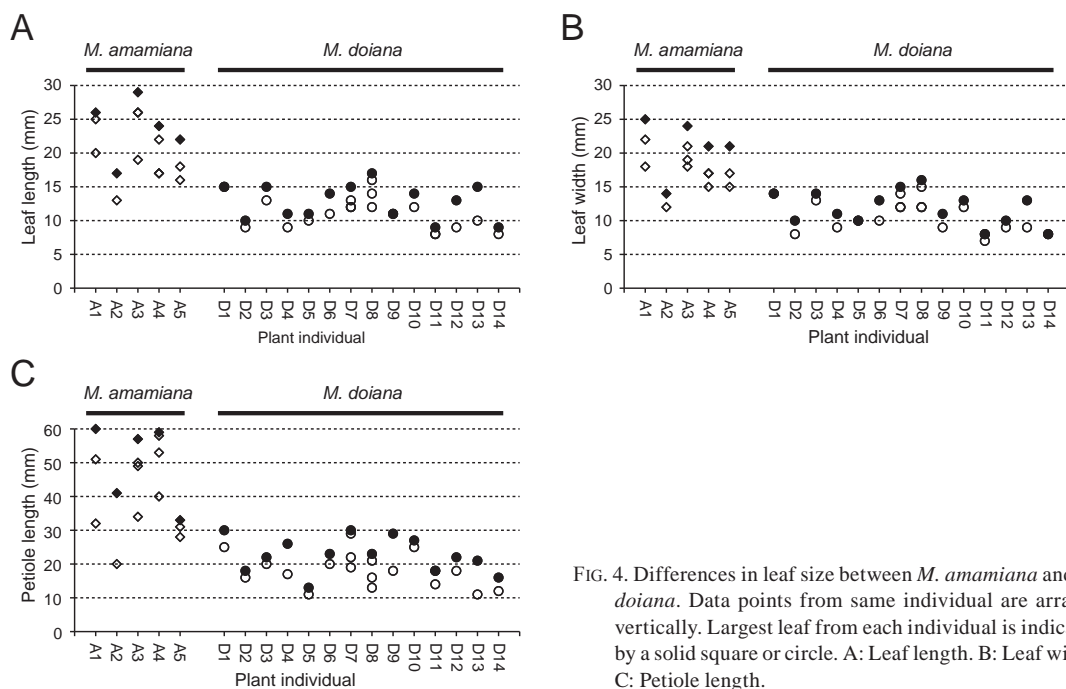 A
M. amamiana
M. doiana
30
25
20
15
10
5
0
Leaf length (mm)
A1 A2 A3 A4 A5 D1 D2 D3 D4 D5 D6 D7 D8 D9 D10 D11 D12 D13 D14
Plant individual
B
M. amamiana
M. doiana
30
25
20
15
10
5
0
Leaf width (mm)
A1 A2 A3 A4 A5 D1 D2 D3 D4 D5 D6 D7 D8 D9 D10 D11 D12 D13 D14
Plant individual
C
M. amamiana
M. doiana
60
50
40
30
20
10
0
Petiole length (mm)
A1 A2 A3 A4 A5 D1 D2 D3 D4 D5 D6 D7 D8 D9 D10 D11 D12 D13 D14
Plant individual
FIG. 4. Differences in leaf size between M. amamiana and
doiana. Data points from same individual are arra
vertically. Largest leaf from each individual is indic
by a solid square or circle. A: Leaf length. B: Leaf wi
C: Petiole length.